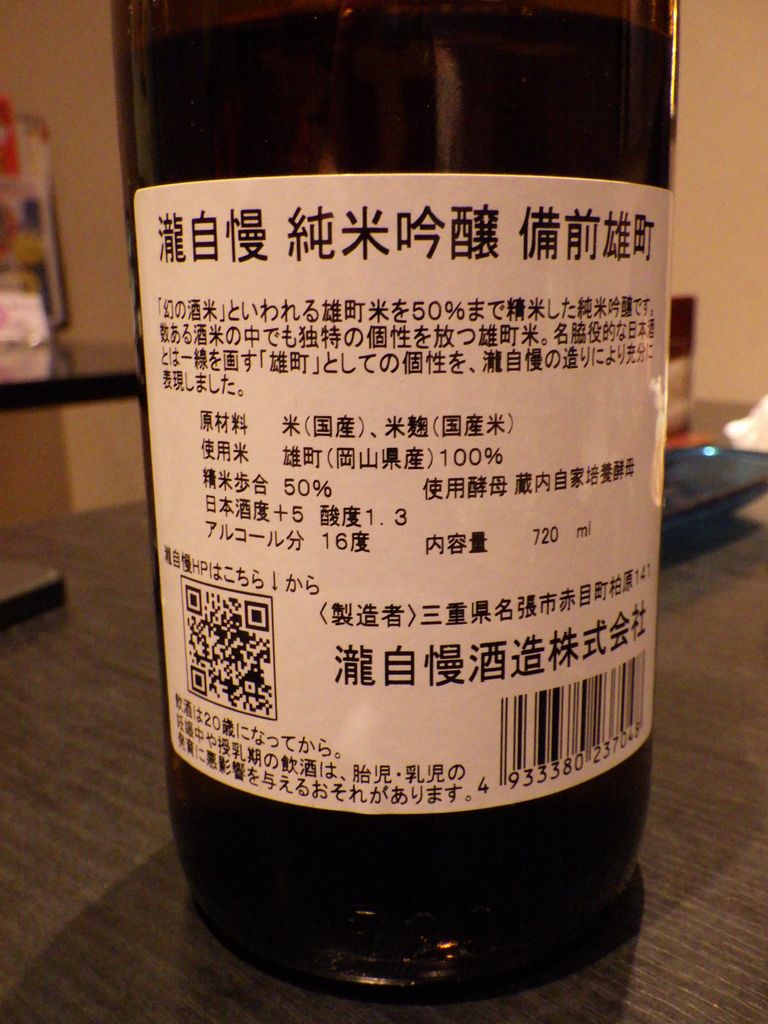 瀧自慢 純米吟醸 備前雄町
「幻の酒米」といわれる雄町米を50%まで精米した純米吟醸です。
数ある酒米の中でも独特の個性を放つ雄町米。名脇役的な日本酒
とは一線を画す「雄町」としての個性を、瀧自慢の造りにより充分に
表現しました。
原材料 米(国産)、米麹(国産米)
使用米 雄町(岡山県産)100%
精米歩合 50% 使用酵母 蔵内自家培養酵母
日本酒度+5 酸度1.3
アルコール分 16度 内容量 720 ml
瀧自慢HPはこちら↓から
〈製造者〉三重県名張市赤目町柏原141
瀧自慢酒造株式会社
飲酒は20歳になってから。
妊娠中や授乳期の飲酒は、胎児・乳児の
発育に悪影響を与えるおそれがあります。
4 933380 237048